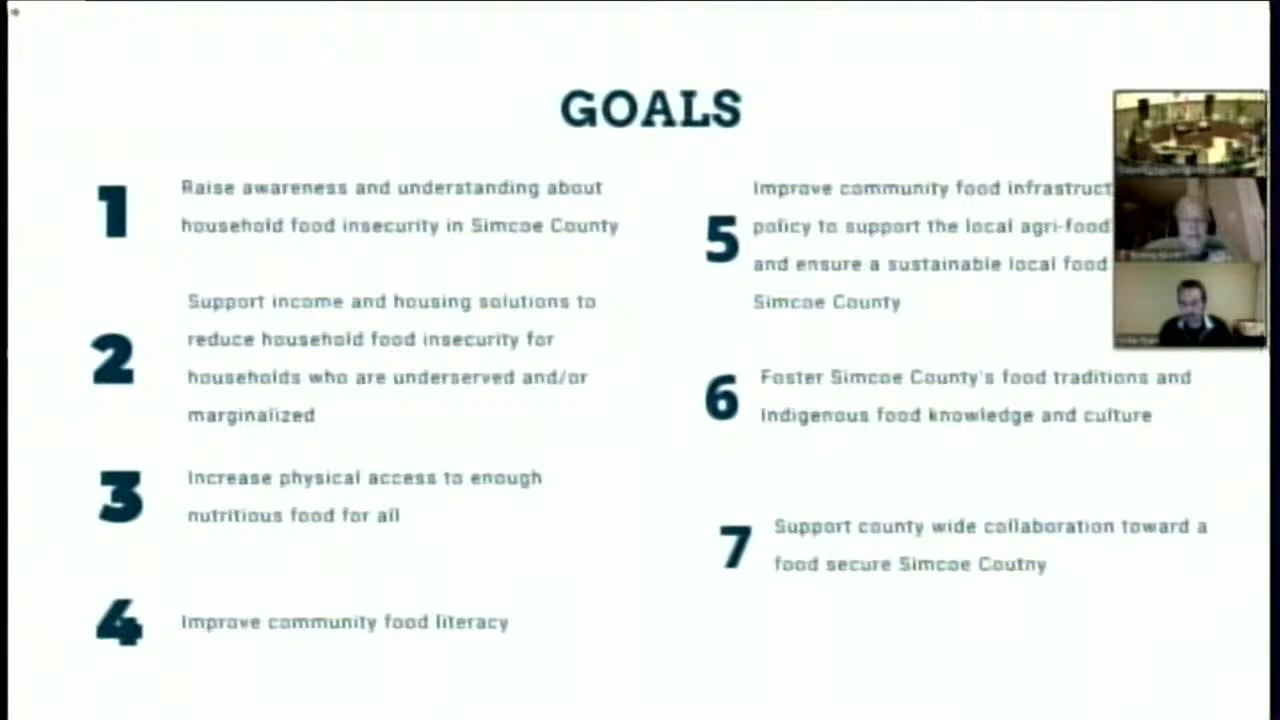 GOALS
1
Raise awareness and understanding about
household food insecurity in Simcoe County
2
Support income and housing solutions to
reduce household food insecurity for
households who are underserved and/or
marginalized
3
Increase physical access to enough
nutritious food for all
4
Improve community food literacy
5
Improve community food infrastruct
policy to support the local agri-food
and ensure a sustainable local food
Simcoe County
6
Foster Simcoe County's food traditions and
Indigenous food knowledge and culture
7
Support county wide collaboration toward a
food secure Simcoe Coutny